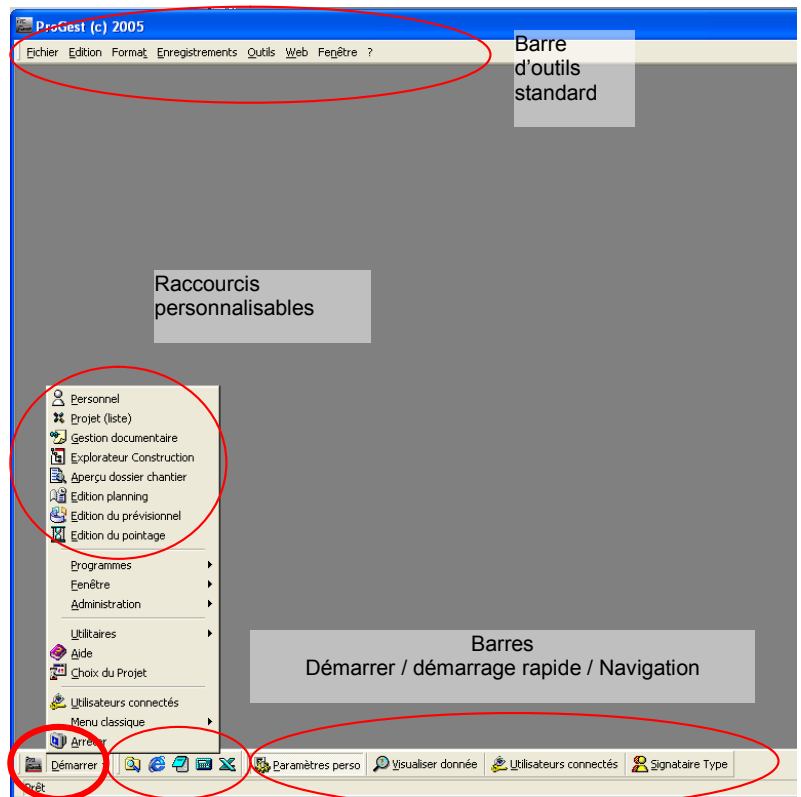 ProGest (c) 2005
Fichier Edition Format Enregistrements Outils Web Fenêtre ?
Barre
d'outils
standard
Raccourcis
personnalisables
Personnel
Projet (liste)
Gestion documentaire
Explorateur Construction
Aperçu dossier chantier
Edition planning
Edition du prévisionnel
Edition du pointage
Programmes
Fenêtre
Administration
Utilitaires
Aide
Choix du Projet
Utilisateurs connectés
Menu classique
Arrêter
Barres
Démarrer / démarrage rapide / Navigation
Démarrer Paramètres perso Visualiser donnée Utilisateurs connectés Signataire Type
Prêt